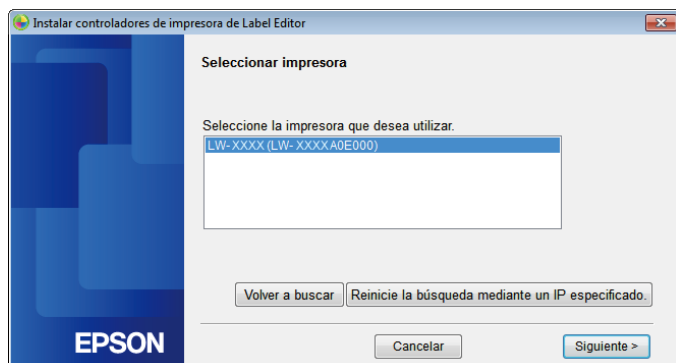 Instalar controladores de impresora de Label Editor
Seleccionar impresora
Seleccione la impresora que desea utilizar.
LW-XXXX (LW-XXXXA0E000)
Volver a buscar
Reinicie la búsqueda mediante un IP especificado.
EPSON
Cancelar
Siguiente >